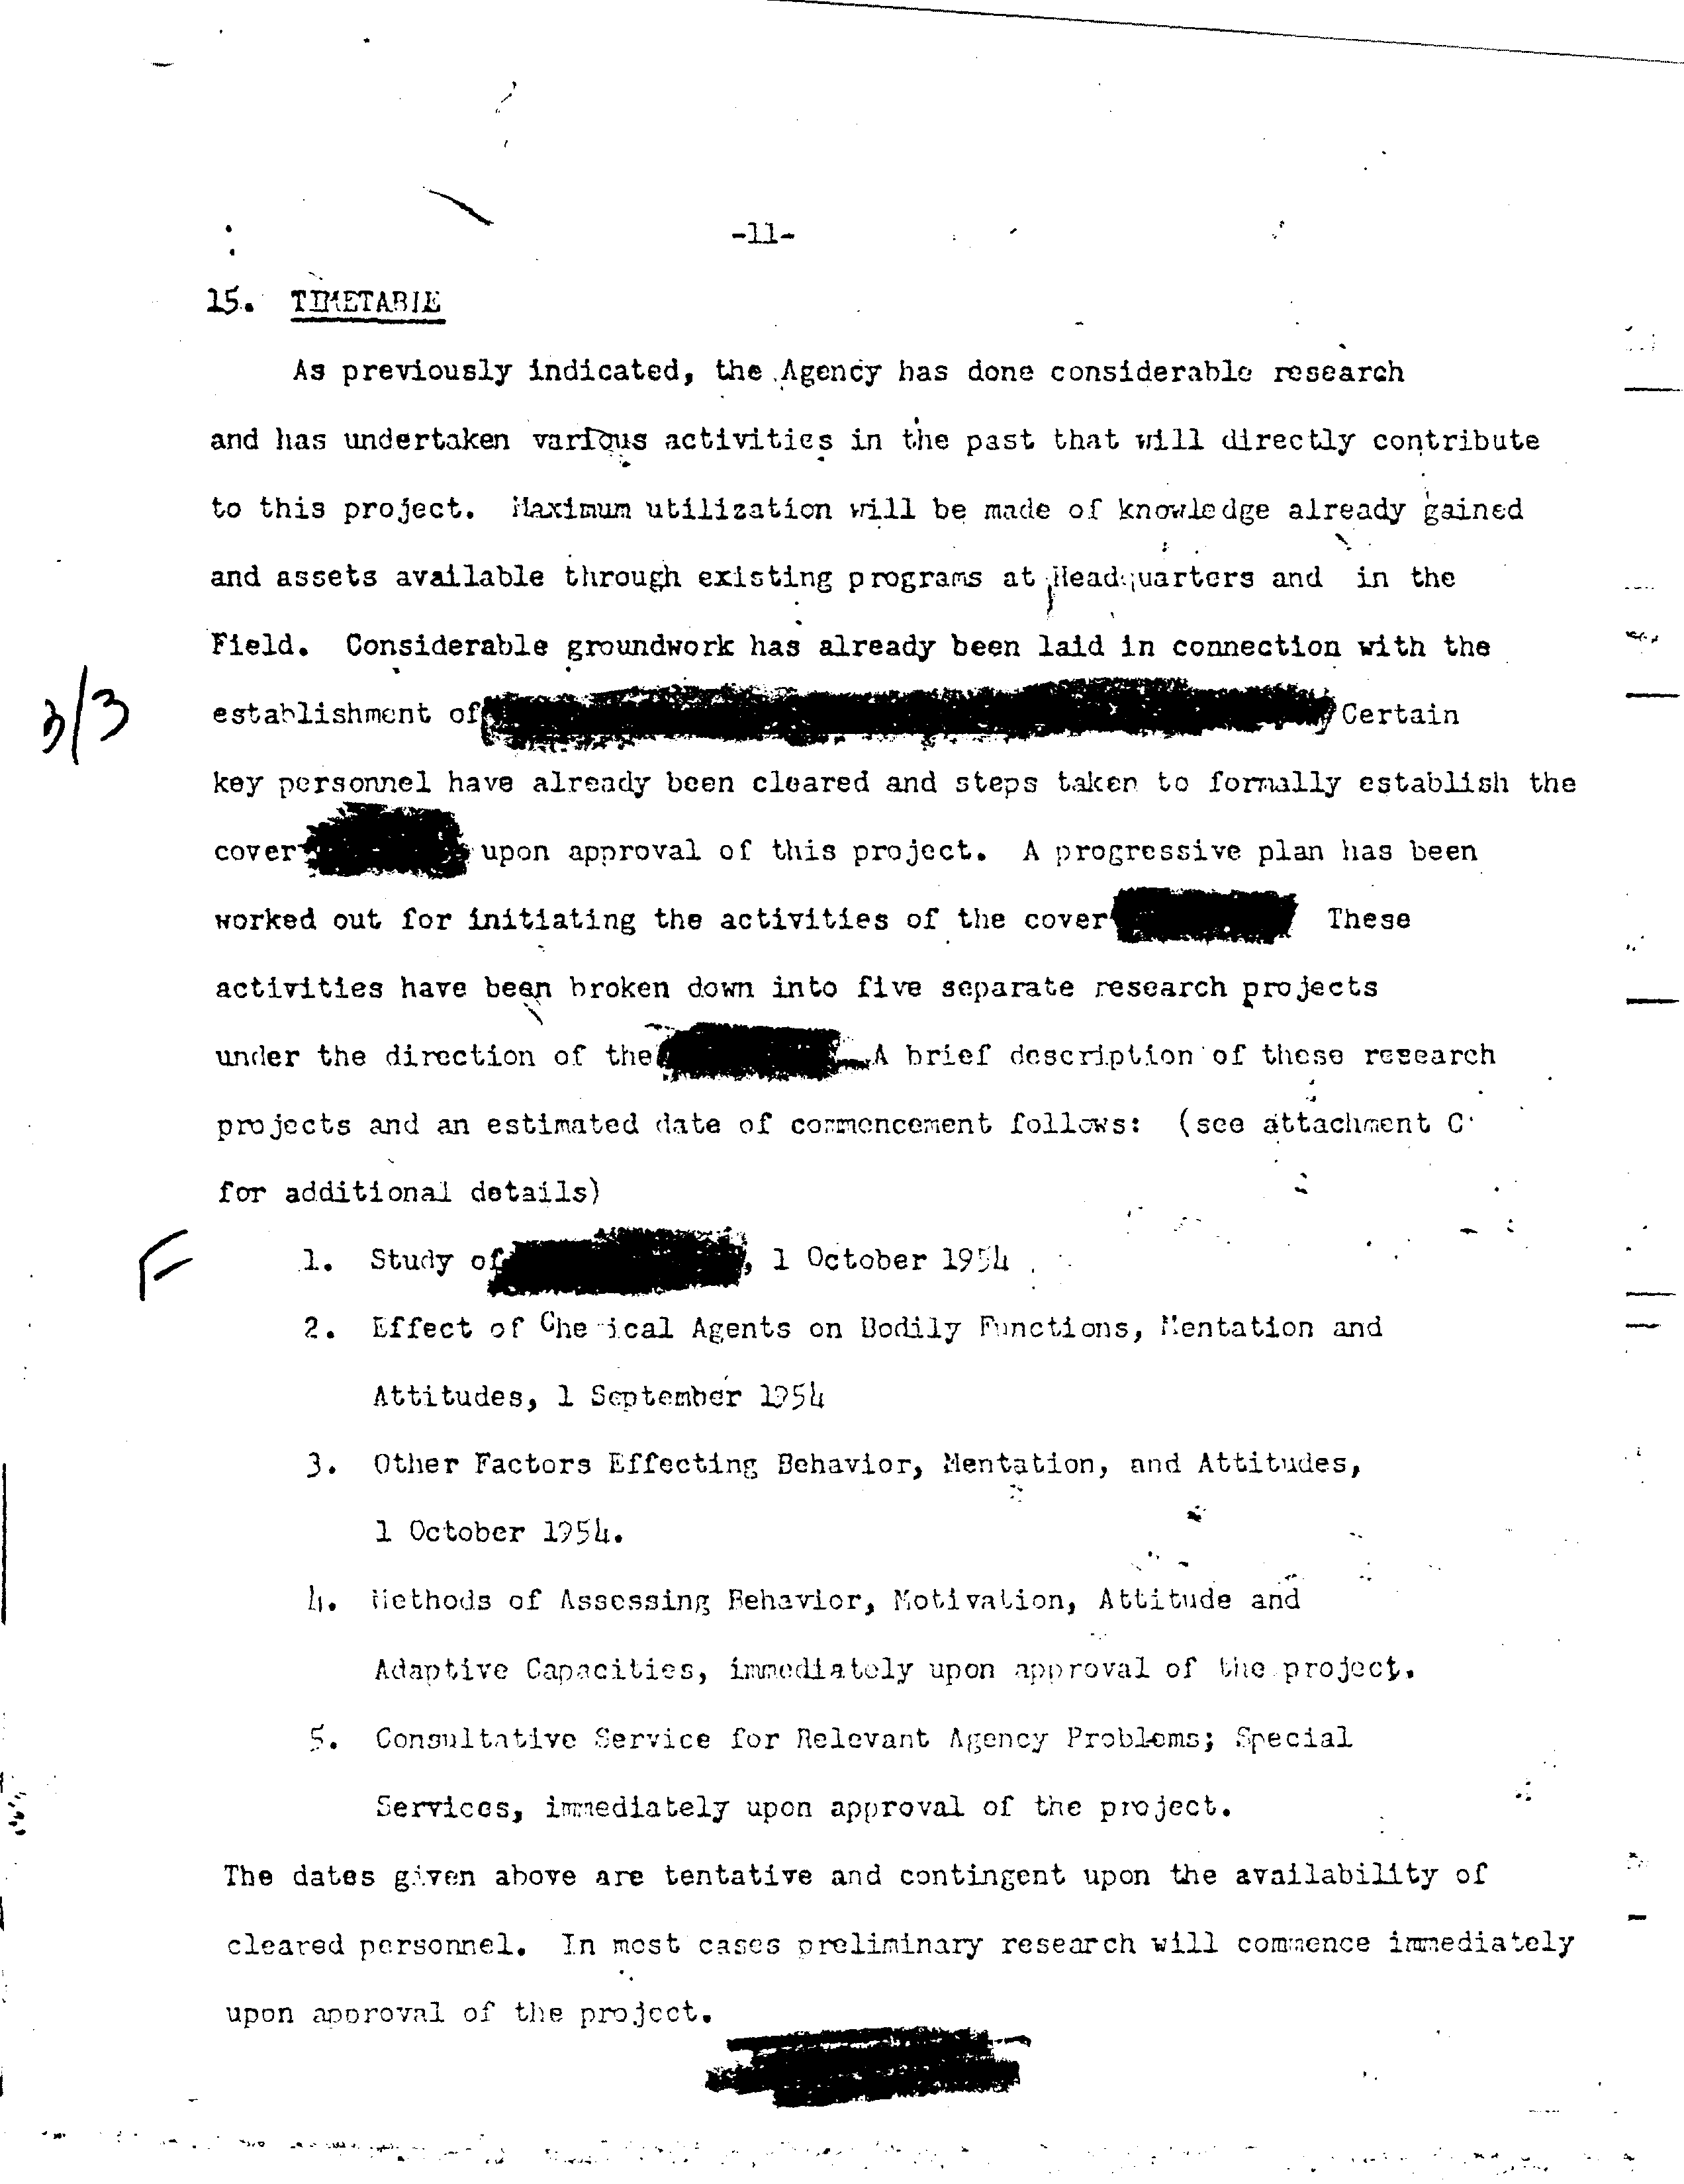 -11-
15. TIMETABLE
As previously indicated, the Agency has done considerable research
and has undertaken various activities in the past that will directly contribute
to this project. Maximum utilization will be made of knowledge already gained
and assets available through existing programs at Headquarters and in the
Field. Considerable groundwork has already been laid in connection with the
establishment of Certain
3/3
key personnel have already been cleared and steps taken to formally establish the
cover upon approval of this project. A progressive plan has been
worked out for initiating the activities of the cover These
activities have been broken down into five separate research projects
under the direction of the A brief description of these research
projects and an estimated date of commencement follows: (see attachment C
for additional details)
F
1. Study of , 1 October 1954
2. Effect of Chemical Agents on Bodily Functions, Mentation and
Attitudes, 1 September 1954
3. Other Factors Effecting Behavior, Mentation, and Attitudes,
1 October 1954.
4. Methods of Assessing Behavior, Motivation, Attitude and
Adaptive Capacities, immediately upon approval of the project.
5. Consultative Service for Relevant Agency Problems; Special
Services, immediately upon approval of the project.
The dates given above are tentative and contingent upon the availability of
cleared personnel. In most cases preliminary research will commence immediately
upon approval of the project.